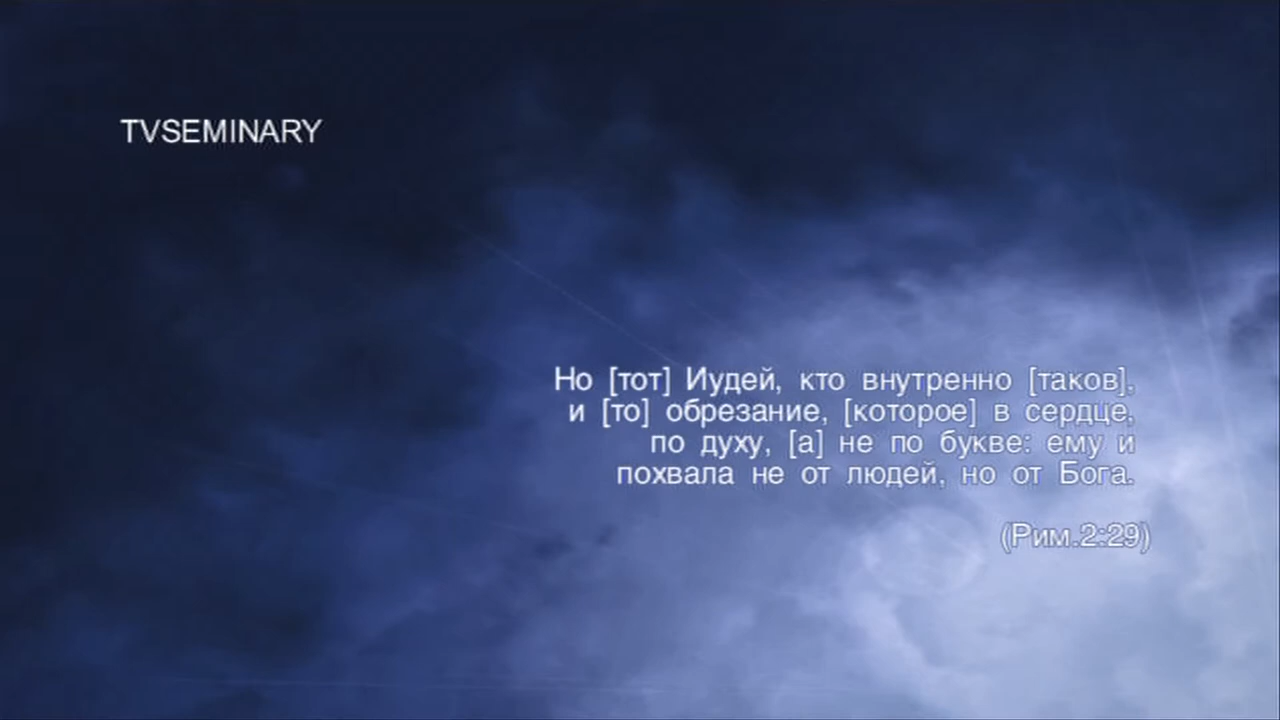 TVSEMINARY
Но [тот] Иудей, кто внутренно [таков],
и [то] обрезание, [которое] в сердце,
по духу, [а] не по букве: ему и
похвала не от людей, но от Бога.
(Рим.2:29)